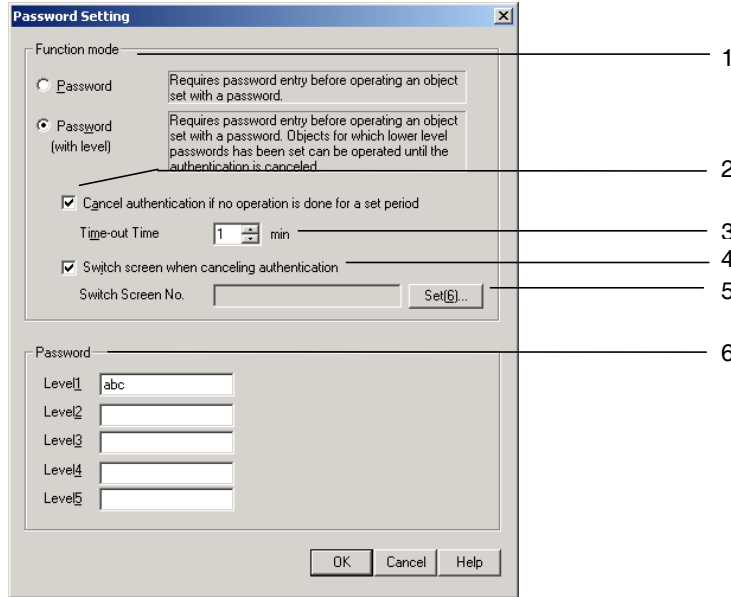 Password Setting
Function mode
1
Password
Requires password entry before operating an object
set with a password.
Password
(with level)
Requires password entry before operating an object
set with a password. Objects for which lower level
passwords has been set can be operated until the
authentication is canceled.
2
Cancel authentication if no operation is done for a set period
Time-out Time
1
min
3
Switch screen when canceling authentication
4
Switch Screen No.
Set(6)...
5
Password
6
Level1
abc
Level2
Level3
Level4
Level5
OK
Cancel
Help